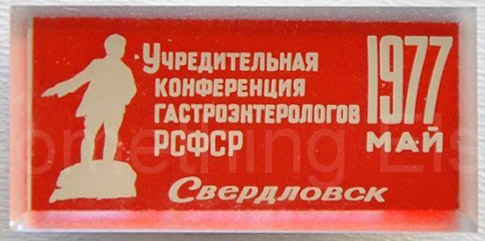 Учредительная
конференция
гастроэнтерологов
РСФСР
1977
МАЙ
Свердловск